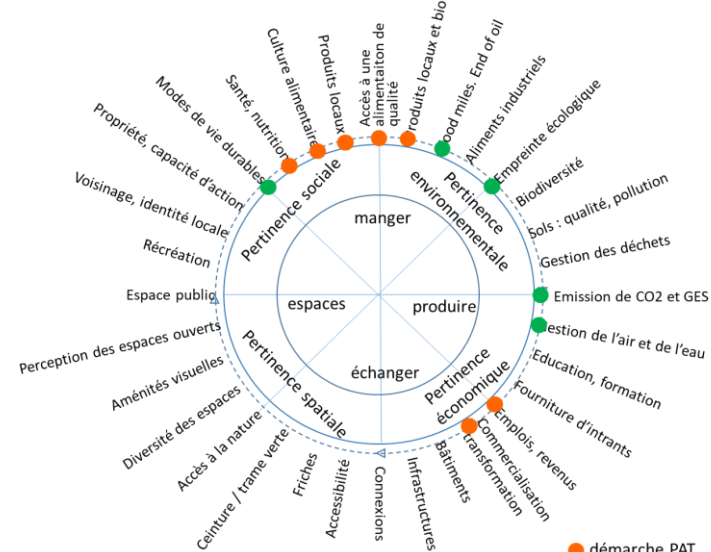 Accès à une
alimentaiton de
qualité
roduits locaux et bio
ood miles. End of oil
Aliments industriels
Empreinte écologique
Biodiversité
Sols : qualité, pollution
Gestion des déchets
Emission de CO2 et GES
estion de l'air et de l'eau
Education, formation
Fourniture d'intrants
Emplois, revenus
Commercialisation
transformation
Bâtiments
Infrastructures
Connexions
Accessibilité
Friches
Ceinture / trame verte
Accès à la nature
Diversité des espaces
Aménités visuelles
Perception des espaces ouverts
Espace public
Récréation
Voisinage, identité locale
Propriété, capacité d'action
Modes de vie durables
Santé, nutrition
Culture alimentaire
Produits locaux
Pertinence sociale
Pertinence
environnementale
Pertinence
économique
Pertinence spatiale
manger
produire
échanger
espaces
démarche PAT